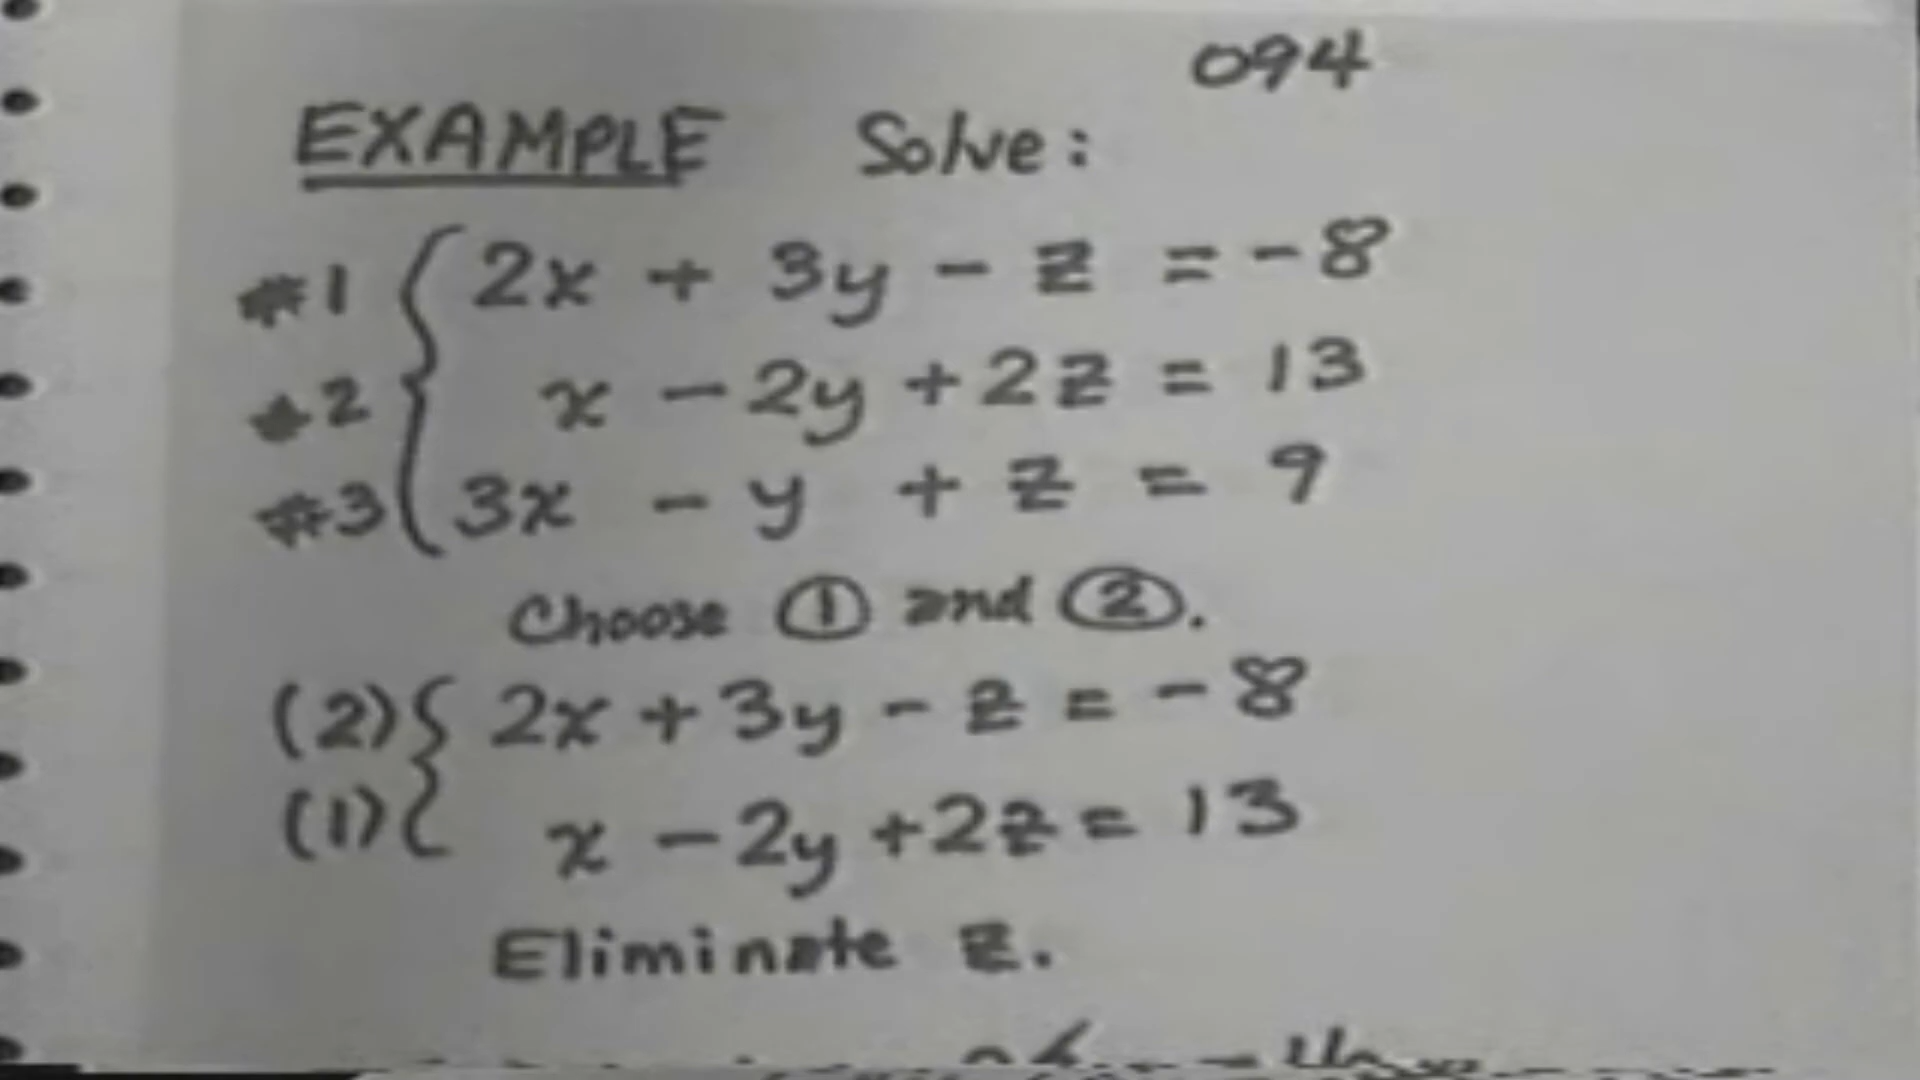 094
EXAMPLE Solve:
#1 { 2x + 3y - z = -8
#2 x - 2y + 2z = 13
#3 3x - y + z = 9
Choose ① and ②.
(2) { 2x + 3y - z = -8
(1) x - 2y + 2z = 13
Eliminate z.